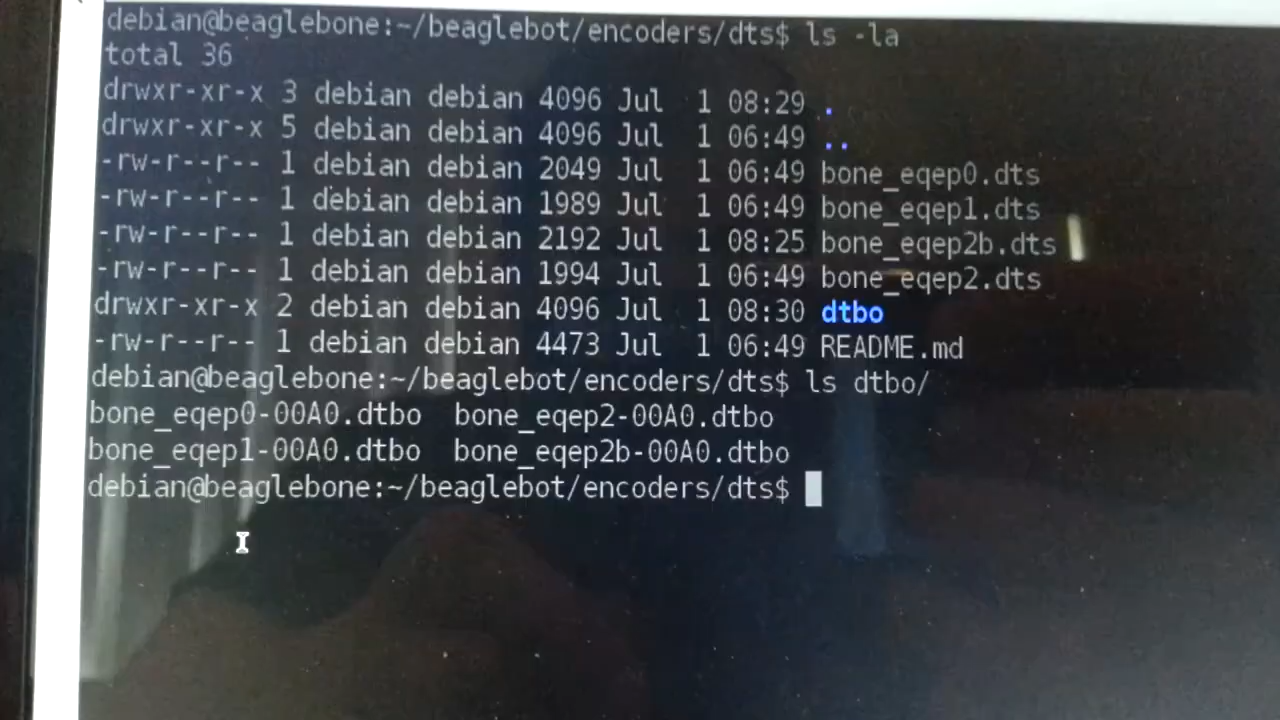 debian@beaglebone:~/beaglebot/encoders/dts$ ls -la
total 36
drwxr-xr-x 3 debian debian 4096 Jul  1 08:29 .
drwxr-xr-x 5 debian debian 4096 Jul  1 06:49 ..
-rw-r--r-- 1 debian debian 2049 Jul  1 06:49 bone_eqep0.dts
-rw-r--r-- 1 debian debian 1989 Jul  1 06:49 bone_eqep1.dts
-rw-r--r-- 1 debian debian 2192 Jul  1 08:25 bone_eqep2b.dts
-rw-r--r-- 1 debian debian 1994 Jul  1 06:49 bone_eqep2.dts
drwxr-xr-x 2 debian debian 4096 Jul  1 08:30 dtbo
-rw-r--r-- 1 debian debian 4473 Jul  1 06:49 README.md
debian@beaglebone:~/beaglebot/encoders/dts$ ls dtbo/
bone_eqep0-00A0.dtbo  bone_eqep2-00A0.dtbo
bone_eqep1-00A0.dtbo  bone_eqep2b-00A0.dtbo
debian@beaglebone:~/beaglebot/encoders/dts$